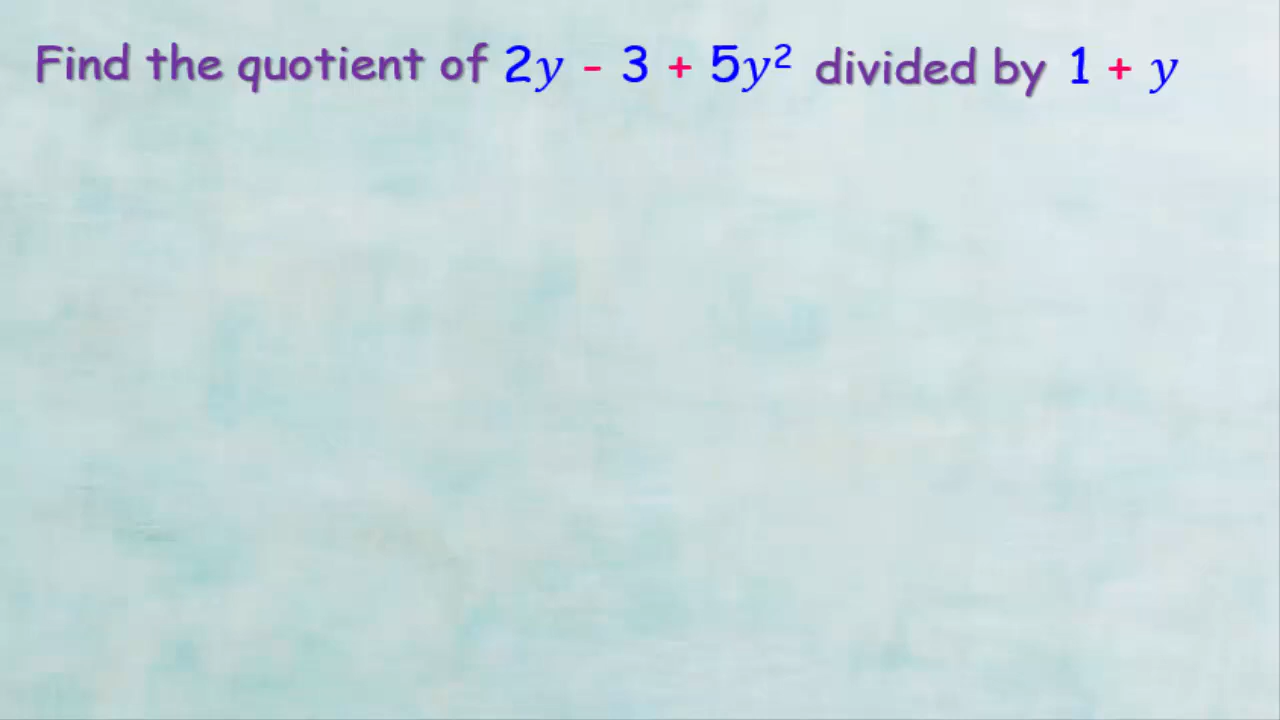 Find the quotient of 2y - 3 + 5y² divided by 1 + y